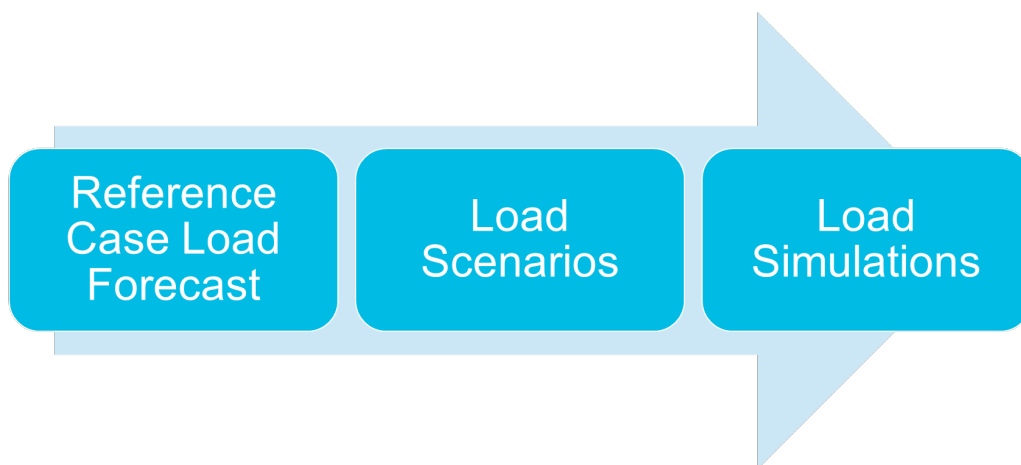 Reference
Case Load
Forecast
Load
Scenarios
Load
Simulations